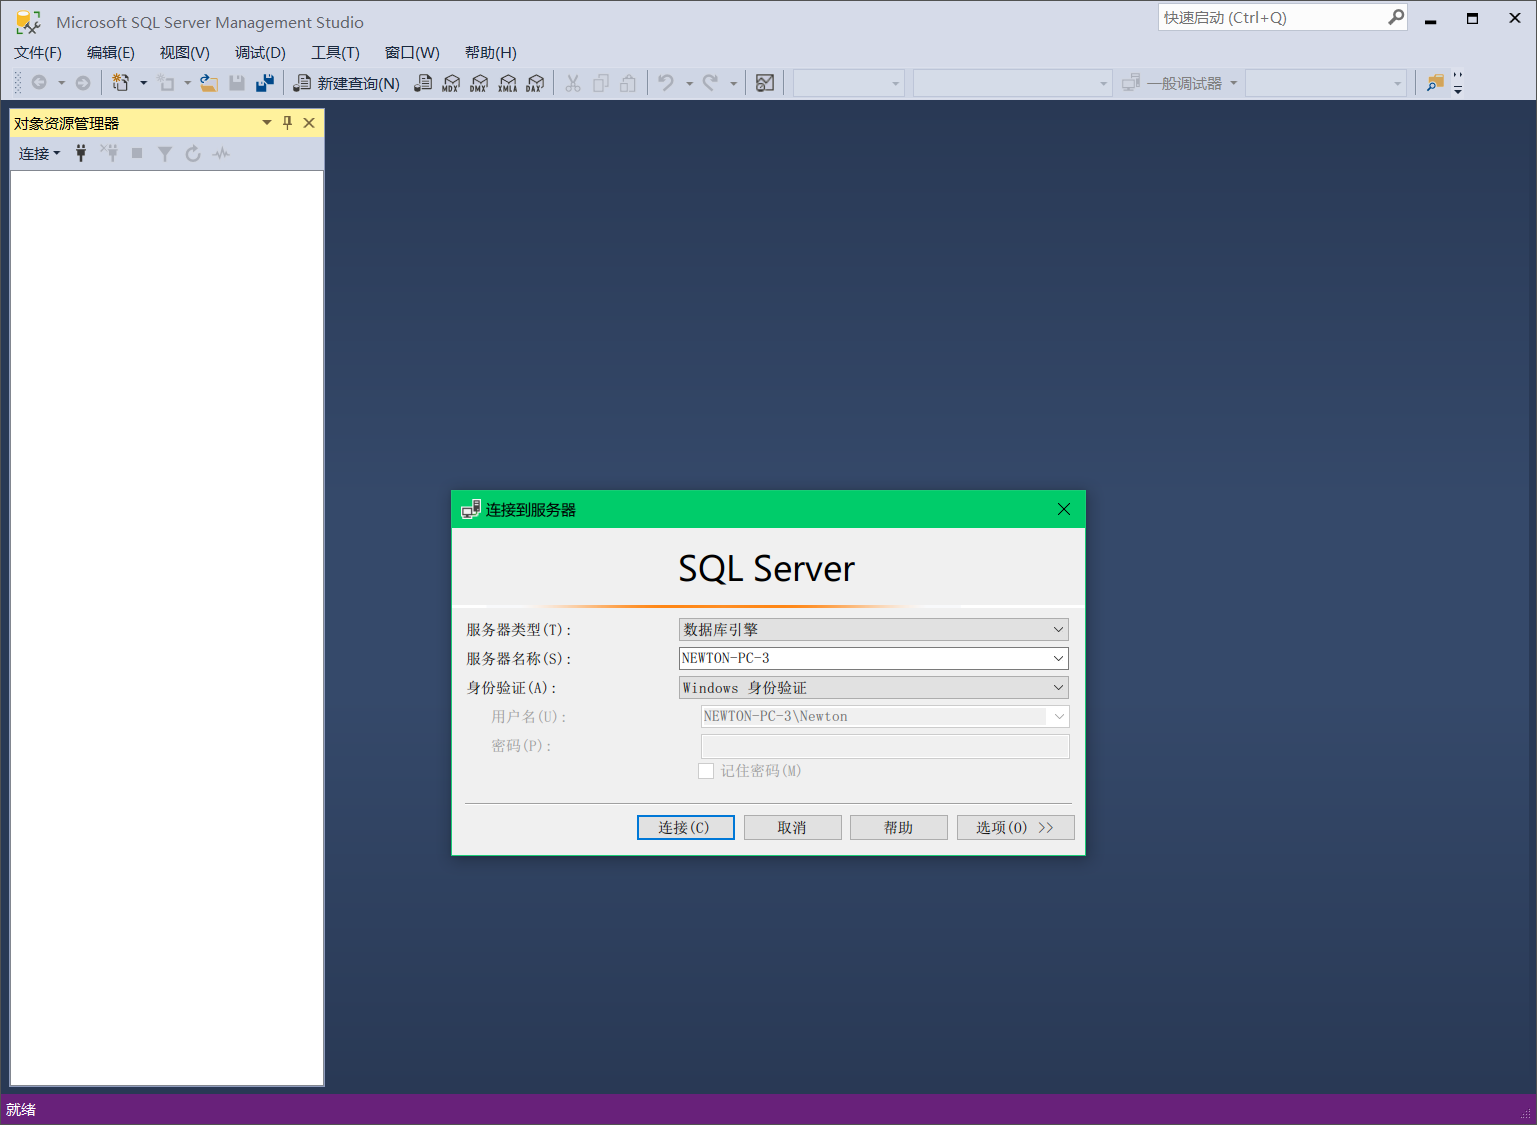 Microsoft SQL Server Management Studio
快速启动 (Ctrl+Q)
文件(F) 编辑(E) 视图(V) 调试(D) 工具(T) 窗口(W) 帮助(H)
新建查询(N) MDX DMX XMLA DAX 一般调试器
对象资源管理器
连接
连接到服务器
SQL Server
服务器类型(T): 数据库引擎
服务器名称(S): NEWTON-PC-3
身份验证(A): Windows 身份验证
用户名(U): NEWTON-PC-3\Newton
密码(P):
记住密码(M)
连接(C) 取消 帮助 选项(O) >>
就绪